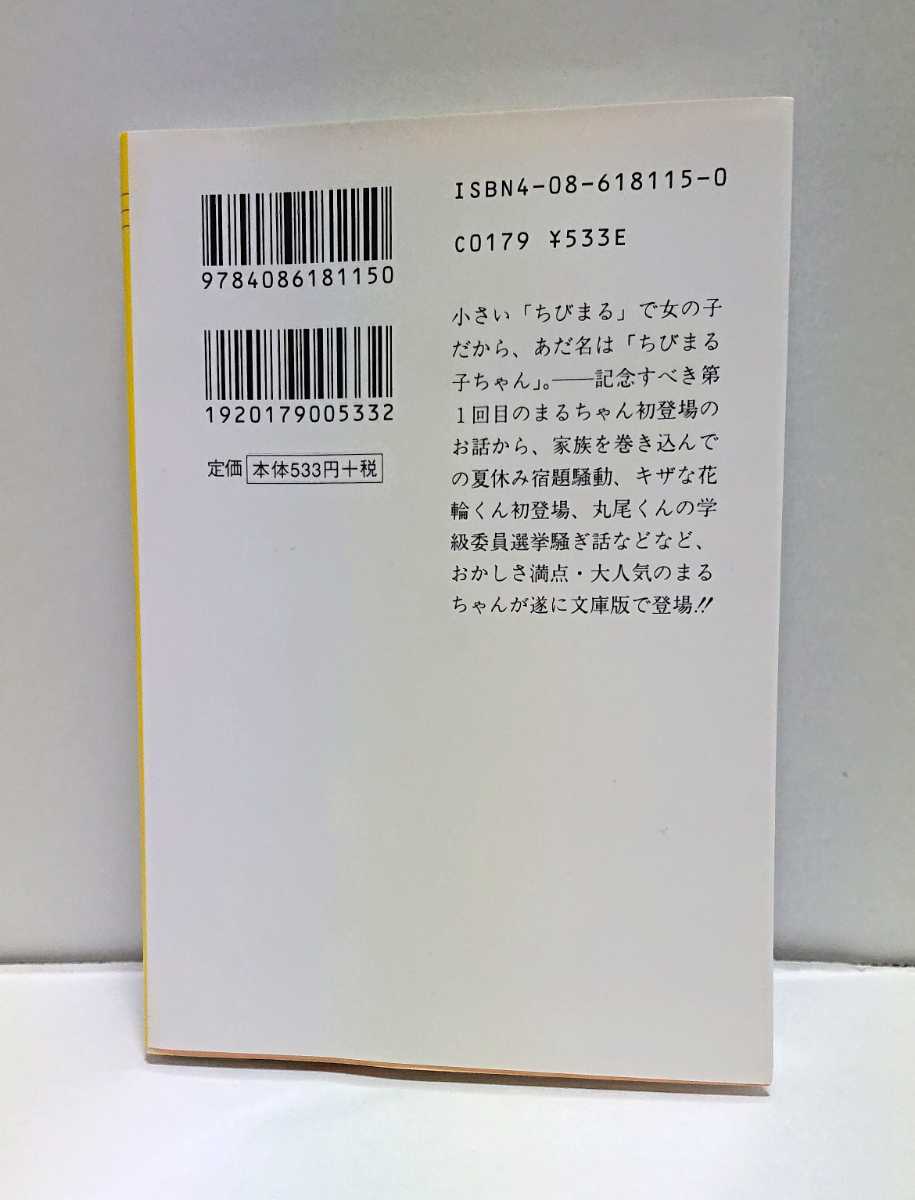 ISBN4-08-618115-0
C0179 ¥533E
9784086181150
1920179005332
定価 本体533円+税
小さい「ちびまる」で女の子
だから、あだ名は「ちびまる
子ちゃん」。――記念すべき第
1回目のまるちゃん初登場の
お話から、家族を巻き込んで
の夏休み宿題騒動、キザな花
輪くん初登場、丸尾くんの学
級委員選挙騒ぎ話などなど、
おかしさ満点・大人気のまる
ちゃんが遂に文庫版で登場!!